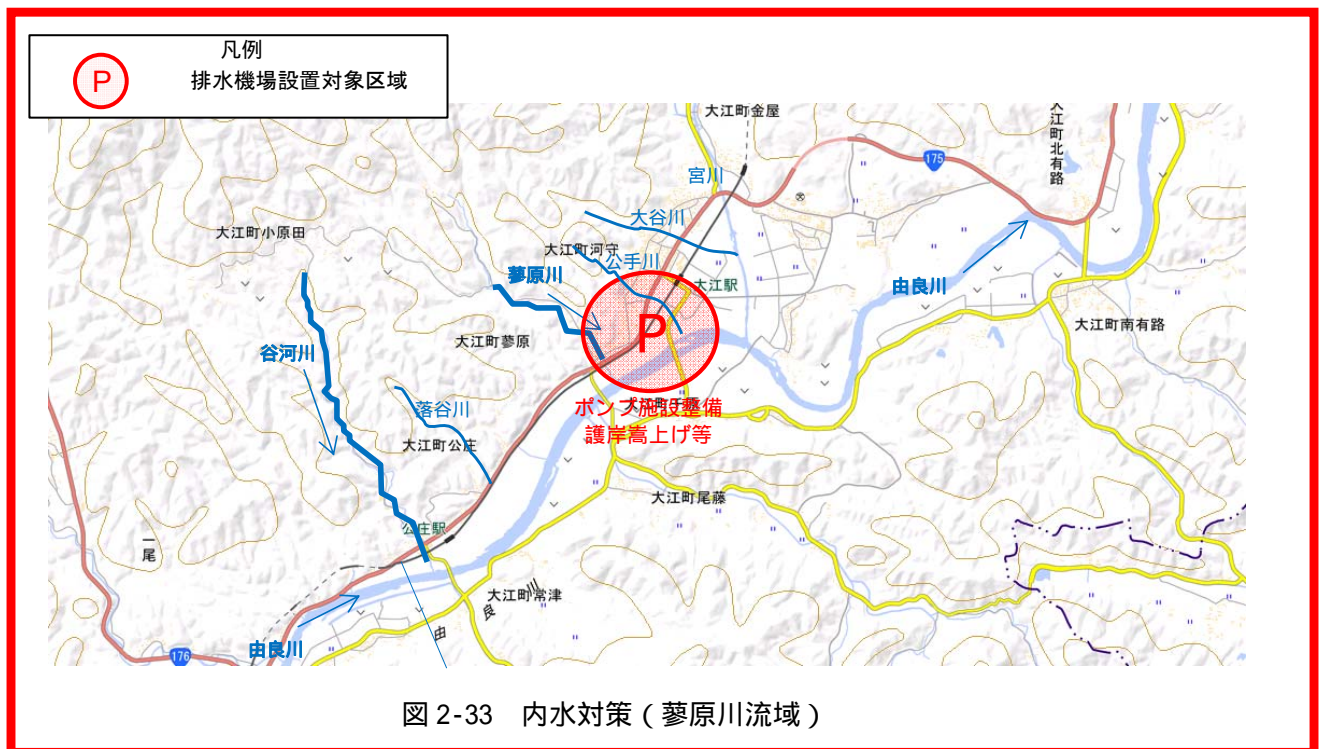 凡例
P
排水機場設置対象区域
大江町金屋
大江町北有路
175
宮川
大谷川
大江町小原田
大江町河守
公手川
蓼原川
大江駅
由良川
P
大江町南有路
大江町蓼原
谷河川
落谷川
ポンプ施設整備
護岸嵩上げ等
大江町公庄
大江町尾藤
公庄駅
一尾
大江町常津
由良川
由良川
176
図 2-33 内水対策（蓼原川流域）